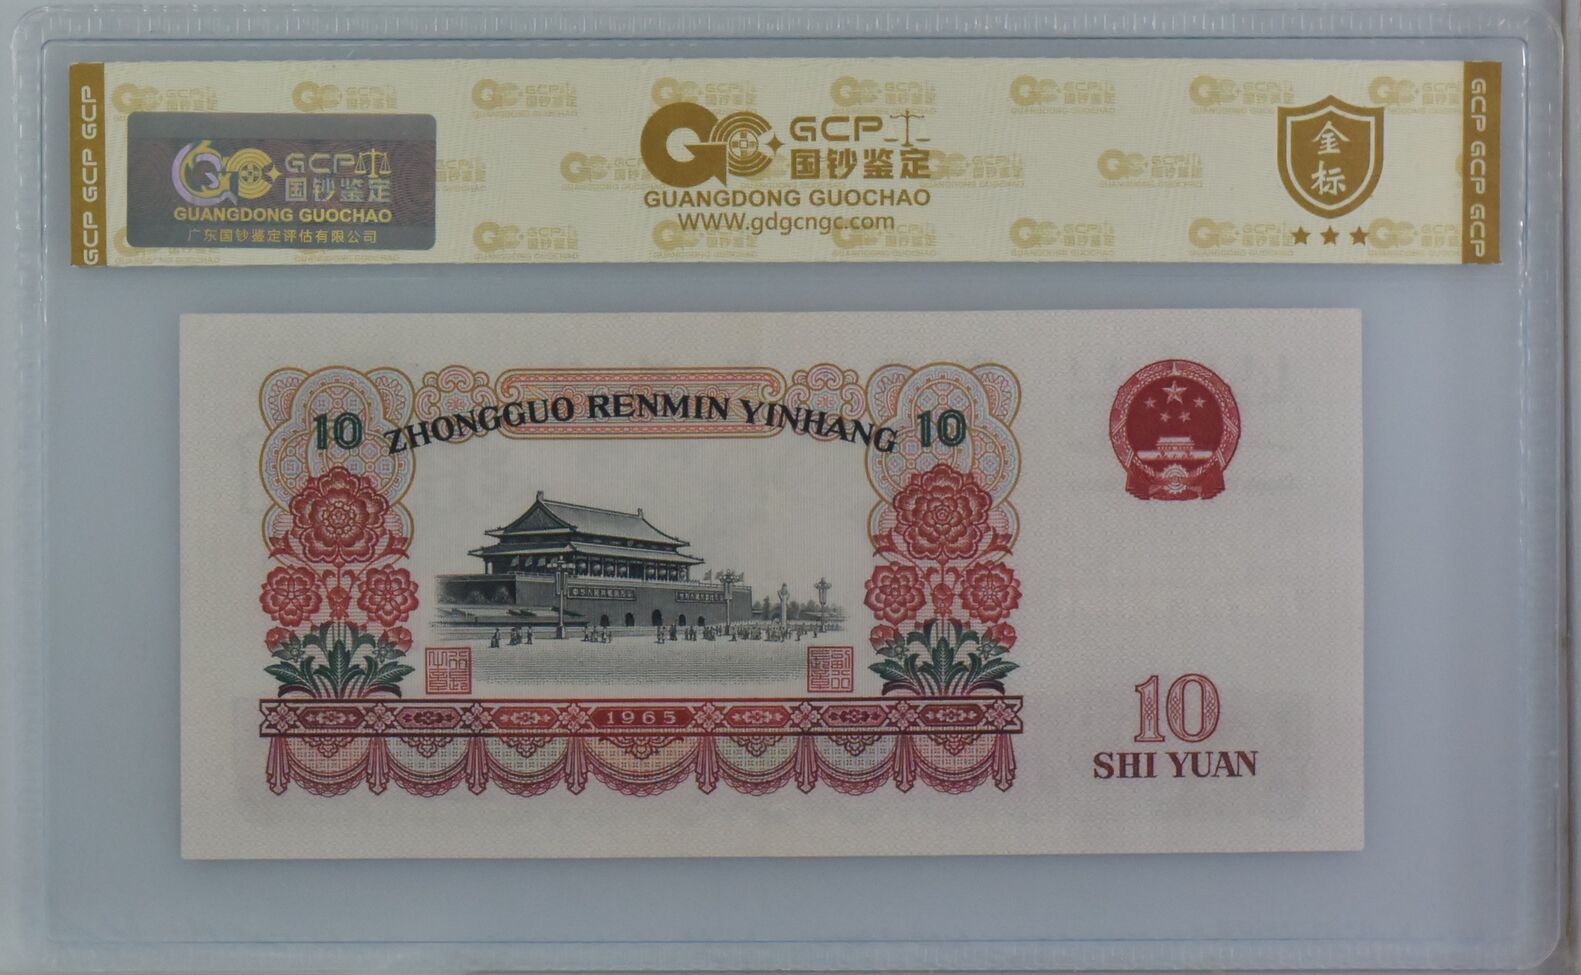 GCP GCP GCP
GCP 国钞鉴定
GUANGDONG GUOCHAO
广东国钞鉴定评估有限公司
GCP 国钞鉴定
GUANGDONG GUOCHAO
WWW.gdgcngc.com
金标
GCP GCP GCP
10 ZHONGGUO RENMIN YINHANG 10
1965
10
SHI YUAN